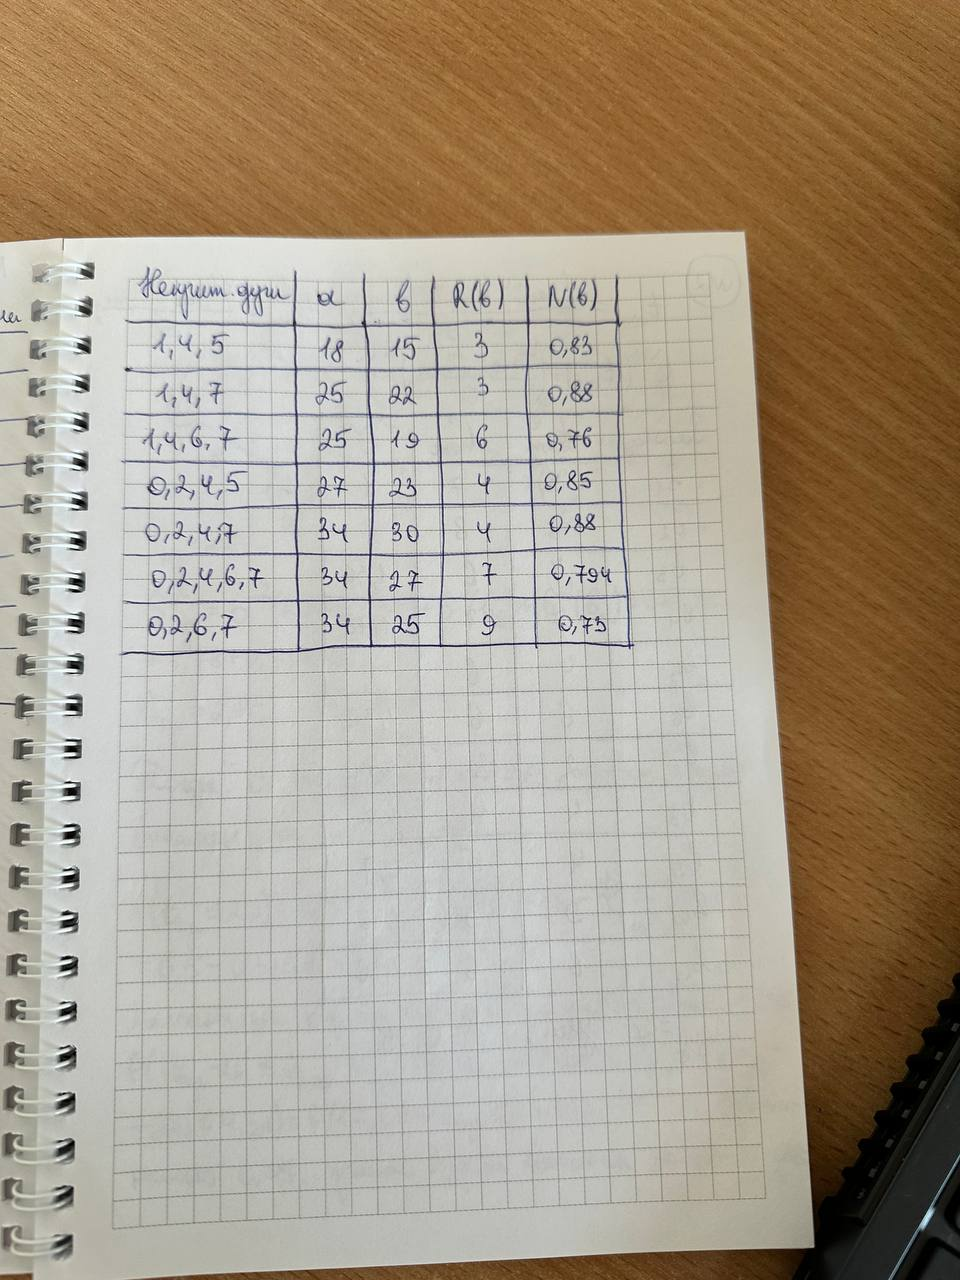 Некрит. дуги α в R(в) N(в)
1, 4, 5 18 15 3 0,83
1, 4, 7 25 22 3 0,88
1, 4, 6, 7 25 19 6 0,76
0, 2, 4, 5 27 23 4 0,85
0, 2, 4, 7 34 30 4 0,88
0, 2, 4, 6, 7 34 27 7 0,794
0, 2, 6, 7 34 25 9 0,73